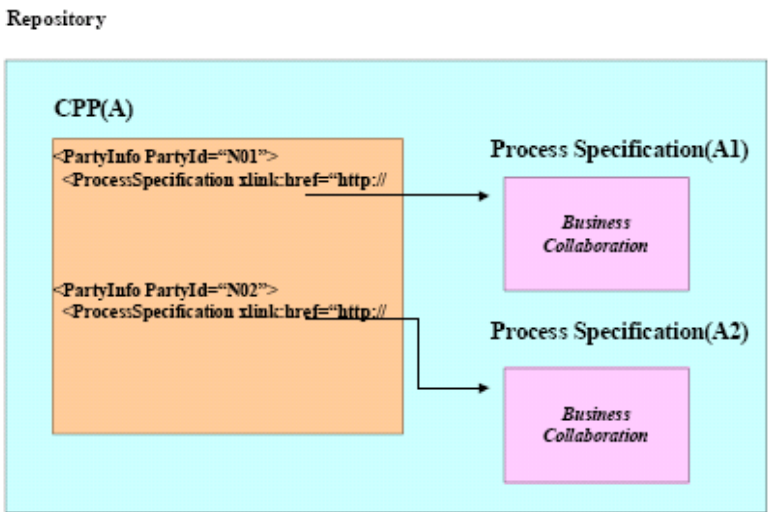 Repository
CPP(A)
<PartyInfo PartyId=“N01”>
<ProcessSpecification xlink:href=“http://
Process Specification(A1)
Business
Collaboration
<PartyInfo PartyId=“N02”>
<ProcessSpecification xlink:href=“http://
Process Specification(A2)
Business
Collaboration